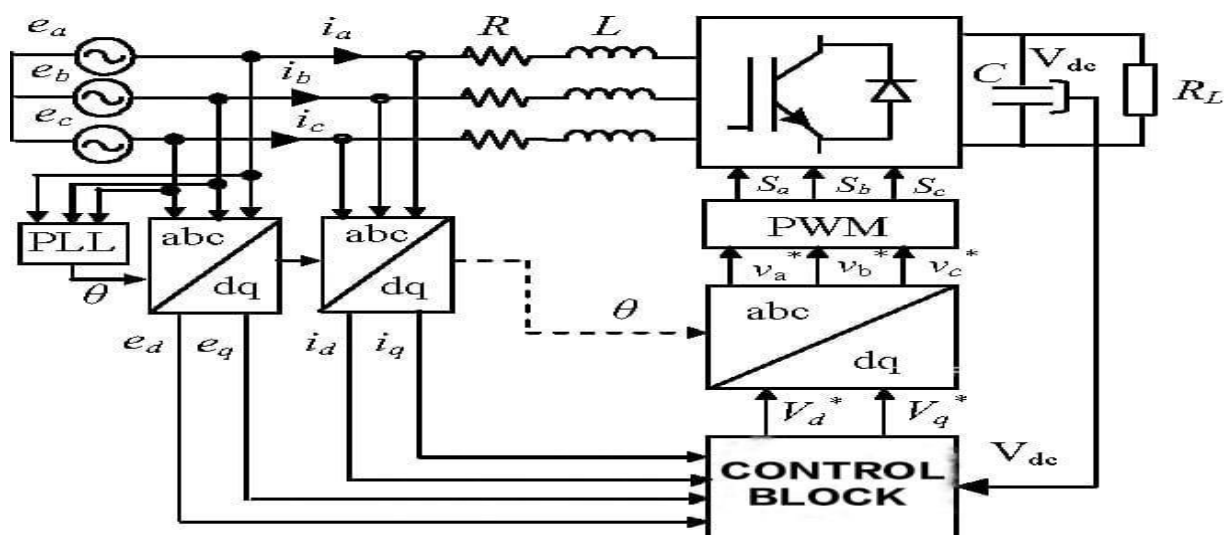 e_a i_a R L
e_b i_b V_dc
C
R_L
e_c i_c
S_a S_b S_c
PLL abc PWM
dq
abc
dq
θ
v_a* v_b* v_c*
θ abc
dq
e_d e_q i_d i_q
V_d* V_q*
V_dc
CONTROL
BLOCK